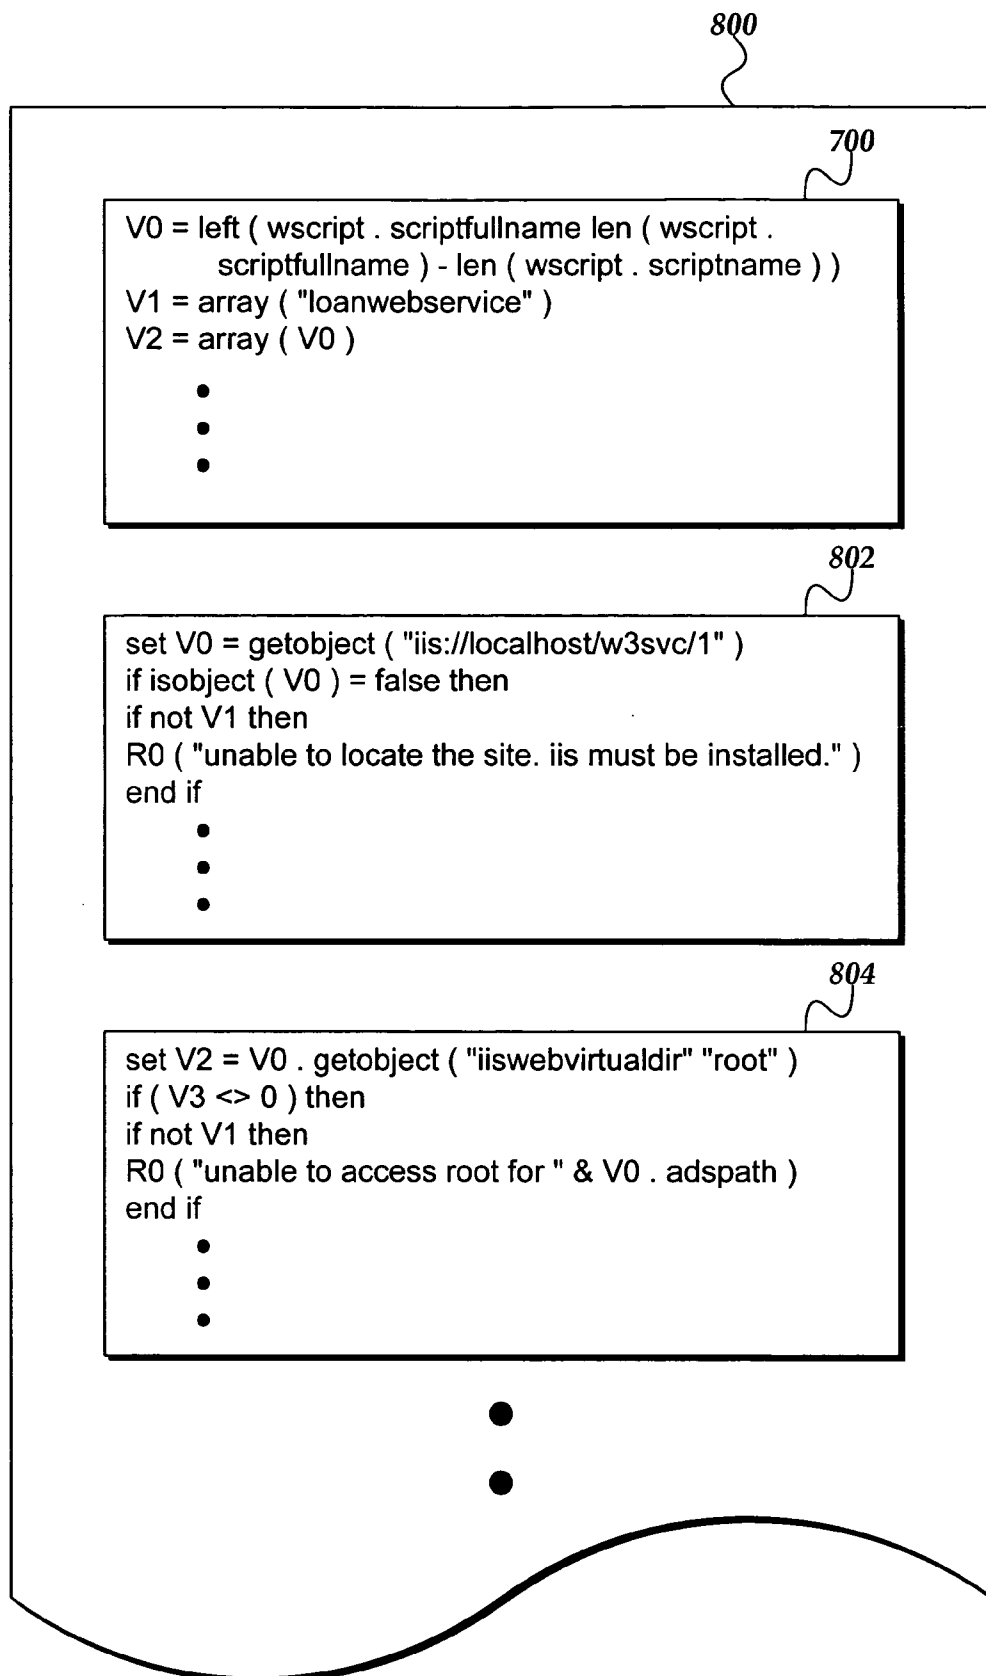 800
700
V0 = left ( wscript . scriptfullname len ( wscript .
scriptfullname ) - len ( wscript . scriptname ) )
V1 = array ( "loanwebservice" )
V2 = array ( V0 )
802
set V0 = getobject ( "iis://localhost/w3svc/1" )
if isobject ( V0 ) = false then
if not V1 then
R0 ( "unable to locate the site. iis must be installed." )
end if
804
set V2 = V0 . getobject ( "iiswebvirtualdir" "root" )
if ( V3 <> 0 ) then
if not V1 then
R0 ( "unable to access root for " & V0 . adspath )
end if